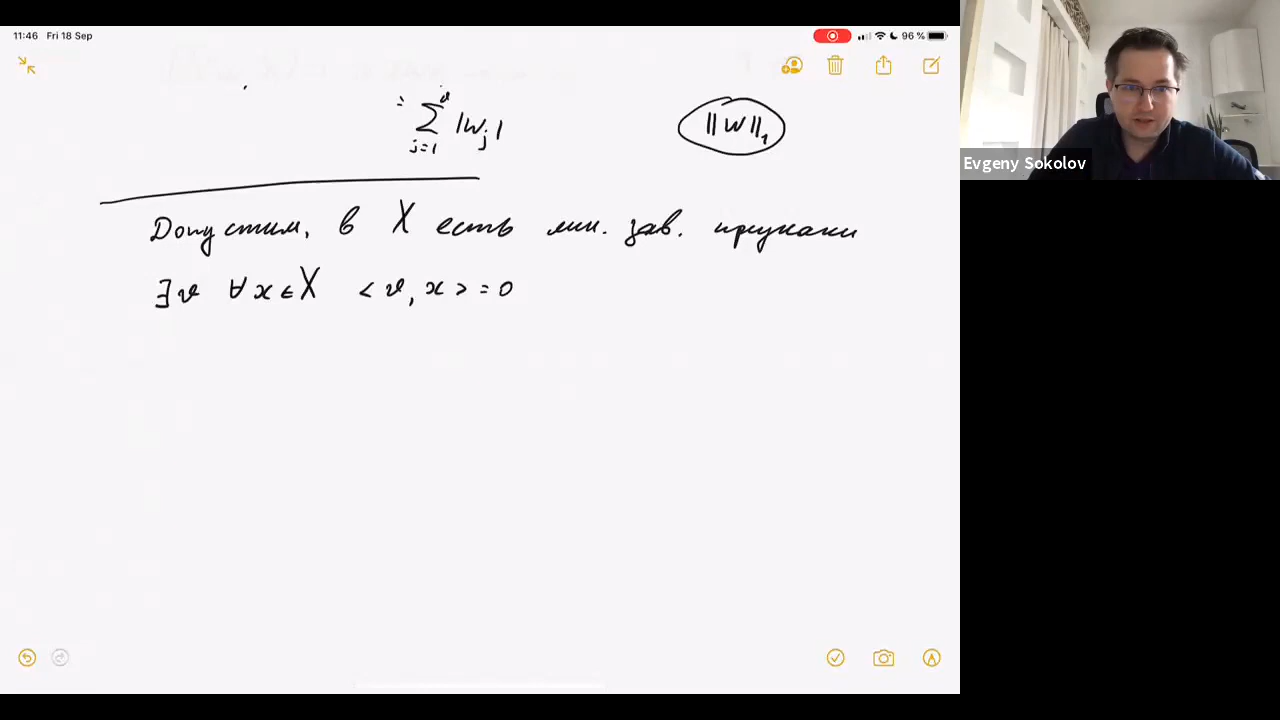 11:46 Fri 18 Sep 96 %
= d∑j=1 |wj| ||w||₁
Evgeny Sokolov
Допустим, в X есть лин. зав. признаки
∃v ∀x∈X <v, x> = 0